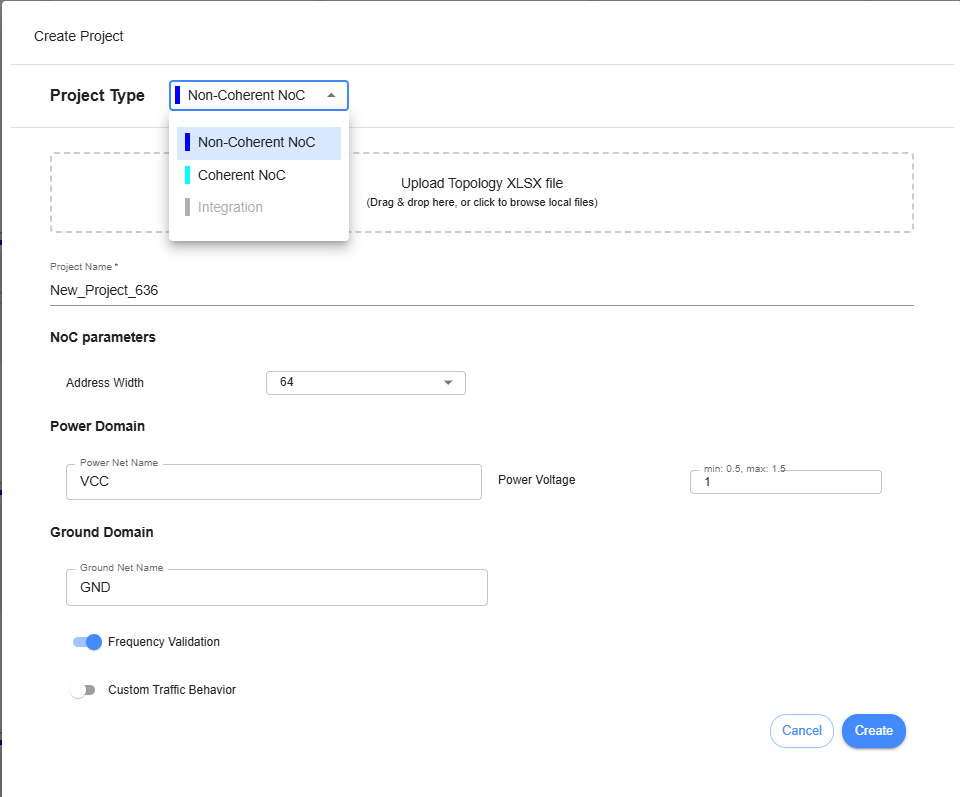 Create Project
Project Type
Non-Coherent NoC
Non-Coherent NoC
Coherent NoC
Integration
Upload Topology XLSX file
(Drag & drop here, or click to browse local files)
Project Name *
New_Project_636
NoC parameters
Address Width
64
Power Domain
Power Net Name
VCC
Power Voltage
min: 0.5, max: 1.5
1
Ground Domain
Ground Net Name
GND
Frequency Validation
Custom Traffic Behavior
Cancel
Create